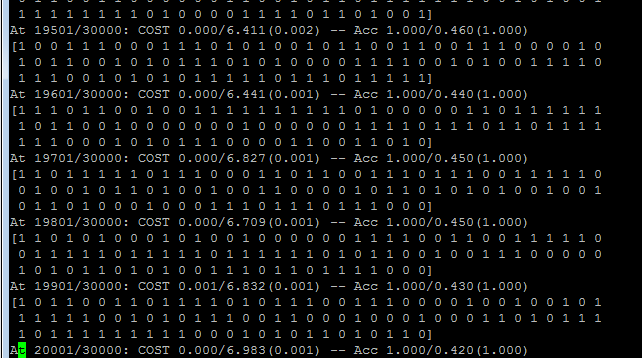 1 1 1 1 1 1 1 0 1 0 0 0 0 1 1 1 1 0 1 1 0 1 0 0 1]
At 19501/30000: COST 0.000/6.411(0.002) -- Acc 1.000/0.460(1.000)
[1 0 0 1 1 1 0 0 0 1 1 1 0 1 0 0 1 0 1 1 0 0 1 1 0 0 1 1 1 0 0 0 0 1 0
1 0 1 1 0 0 1 0 1 0 1 0 1 0 0 0 0 0 1 1 0 1 0 0 1 0 1 1 0 0 1 1 1 0
1 1 1 0 0 1 0 1 0 0 1 0 1 1 1 1 1 0 1 1 1 0 1 1 1 1]
At 19601/30000: COST 0.000/6.441(0.001) -- Acc 1.000/0.440(1.000)
[1 1 1 0 1 1 0 0 1 0 0 1 1 1 1 1 1 1 1 1 1 0 1 0 0 0 0 0 1 1 0 1 1 1 1 1 1
1 0 1 1 0 0 1 0 0 0 0 0 0 0 0 0 0 0 0 1 1 1 1 0 1 1 1 0 1 1 0 1 1 1 1
1 1 1 0 0 0 1 0 0 1 0 1 1 0 1 1 1 1 0 0 0 1 1 0 0 1 1 0 1 0]
At 19701/30000: COST 0.000/6.827(0.001) -- Acc 1.000/0.450(1.000)
[1 1 0 1 1 1 1 1 0 1 1 1 0 1 0 1 1 0 0 1 1 1 0 1 1 1 0 0 1 1 1 1 1 0 0
0 1 0 0 1 0 0 1 1 0 1 1 0 0 1 0 1 0 1 1 1 1 0 1 0 1 1 0 1 0 0 1 0 0 1
0 1 1 0 1 1 1 0 1 0 0 0 1 1 1 0 1 1 0 1 1 1 0 0 0]
At 19801/30000: COST 0.000/6.709(0.001) -- Acc 1.000/0.450(1.000)
[1 1 0 1 0 1 0 0 0 1 0 1 0 0 1 0 0 0 0 0 0 1 1 1 1 0 0 1 1 0 0 1 1 1 1 1 0
0 1 1 1 1 1 0 1 1 0 1 0 1 1 0 0 1 0 0 0 1 1 0 0 1 1 1 0 0 0 0 0
1 0 1 0 1 0 1 1 0 1 0 0 1 1 1 0 1 1 0 1 1 1 1 0 0 0]
At 19901/30000: COST 0.001/6.832(0.001) -- Acc 1.000/0.430(1.000)
[1 0 1 1 0 0 1 1 0 1 1 1 0 1 0 1 1 0 0 1 0 1 1 1 0 0 0 0 1 0 0 1 0 0 1 0 1
1 1 1 1 1 1 0 0 1 0 0 1 0 1 0 0 0 1 0 1 1 1 0 0 0 1 1 0 1 0 1 1 1
1 0 1 1 1 1 1 1 1 1 1 0 0 0 1 0 1 1 0 1 0 1 1 0]
At 20001/30000: COST 0.000/6.983(0.001) -- Acc 1.000/0.420(1.000)